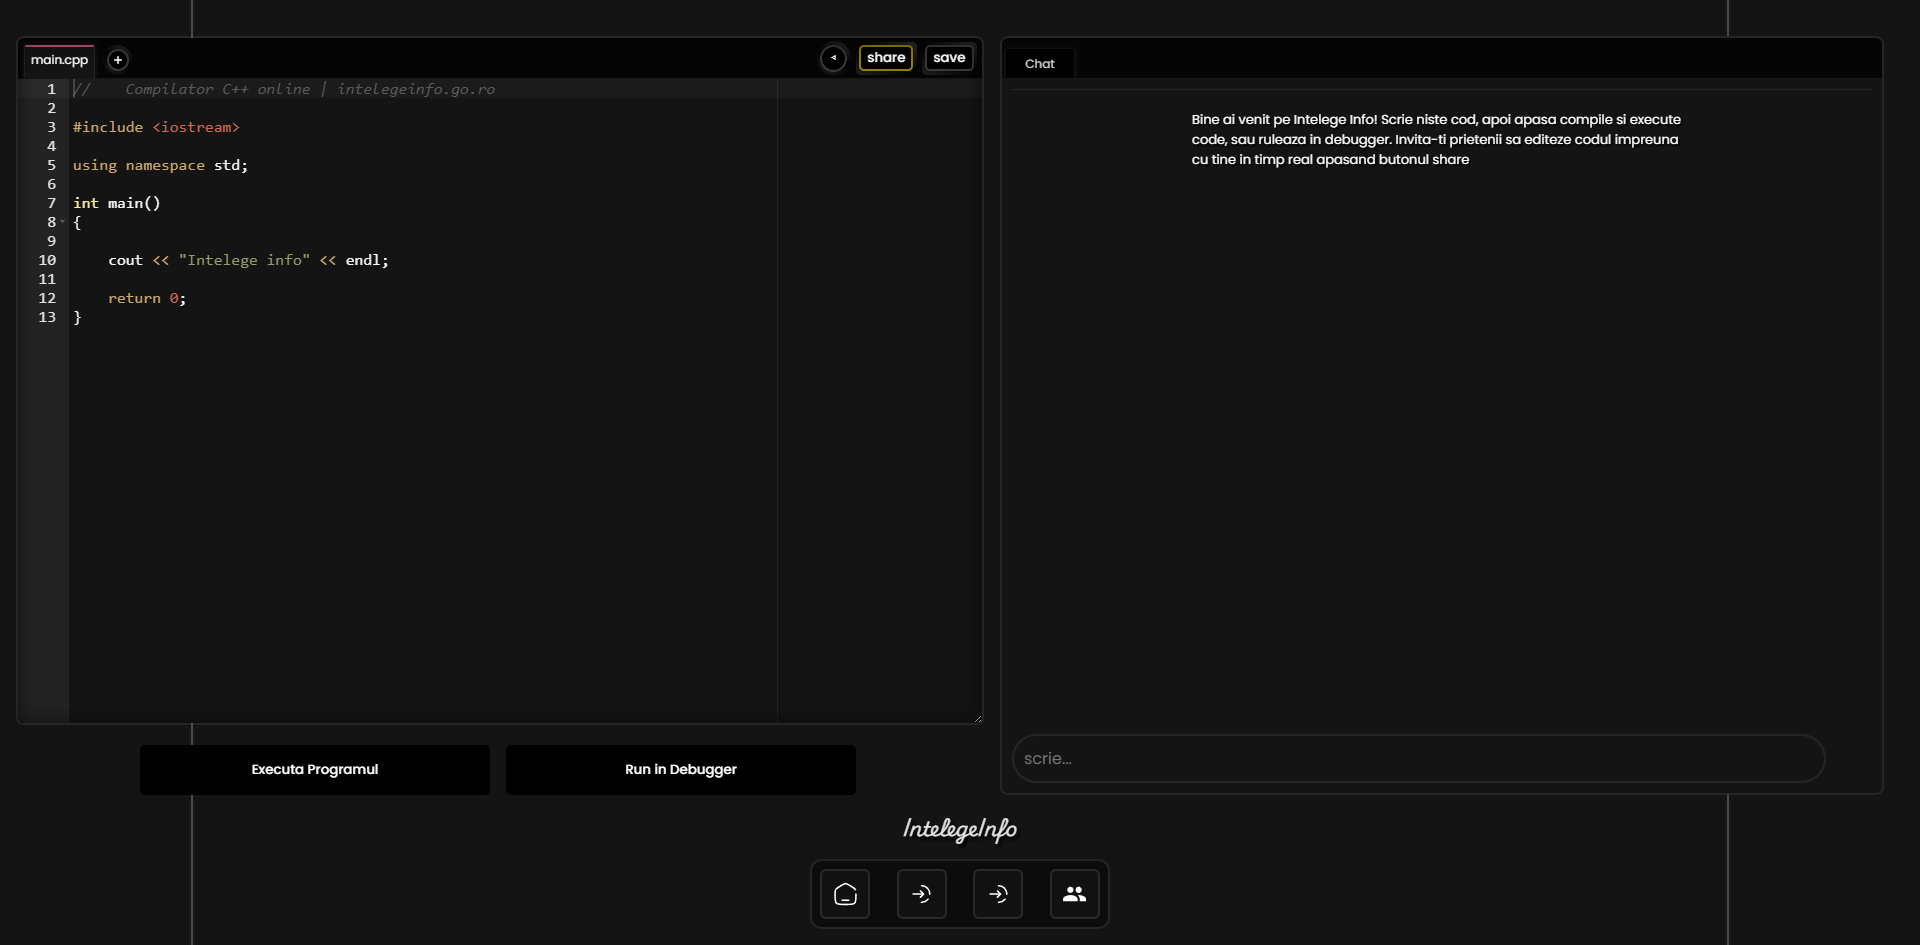 main.cpp
+
share
save
1 //    Compilator C++ online | intelegeinfo.go.ro
2
3 #include <iostream>
4
5 using namespace std;
6
7 int main()
8 {
9
10     cout << "Intelege info" << endl;
11
12     return 0;
13 }
Executa Programul
Run in Debugger
Chat
Bine ai venit pe Intelege Info! Scrie niste cod, apoi apasa compile si execute
code, sau ruleaza in debugger. Invita-ti prietenii sa editeze codul impreuna
cu tine in timp real apasand butonul share
scrie...
IntelegeInfo